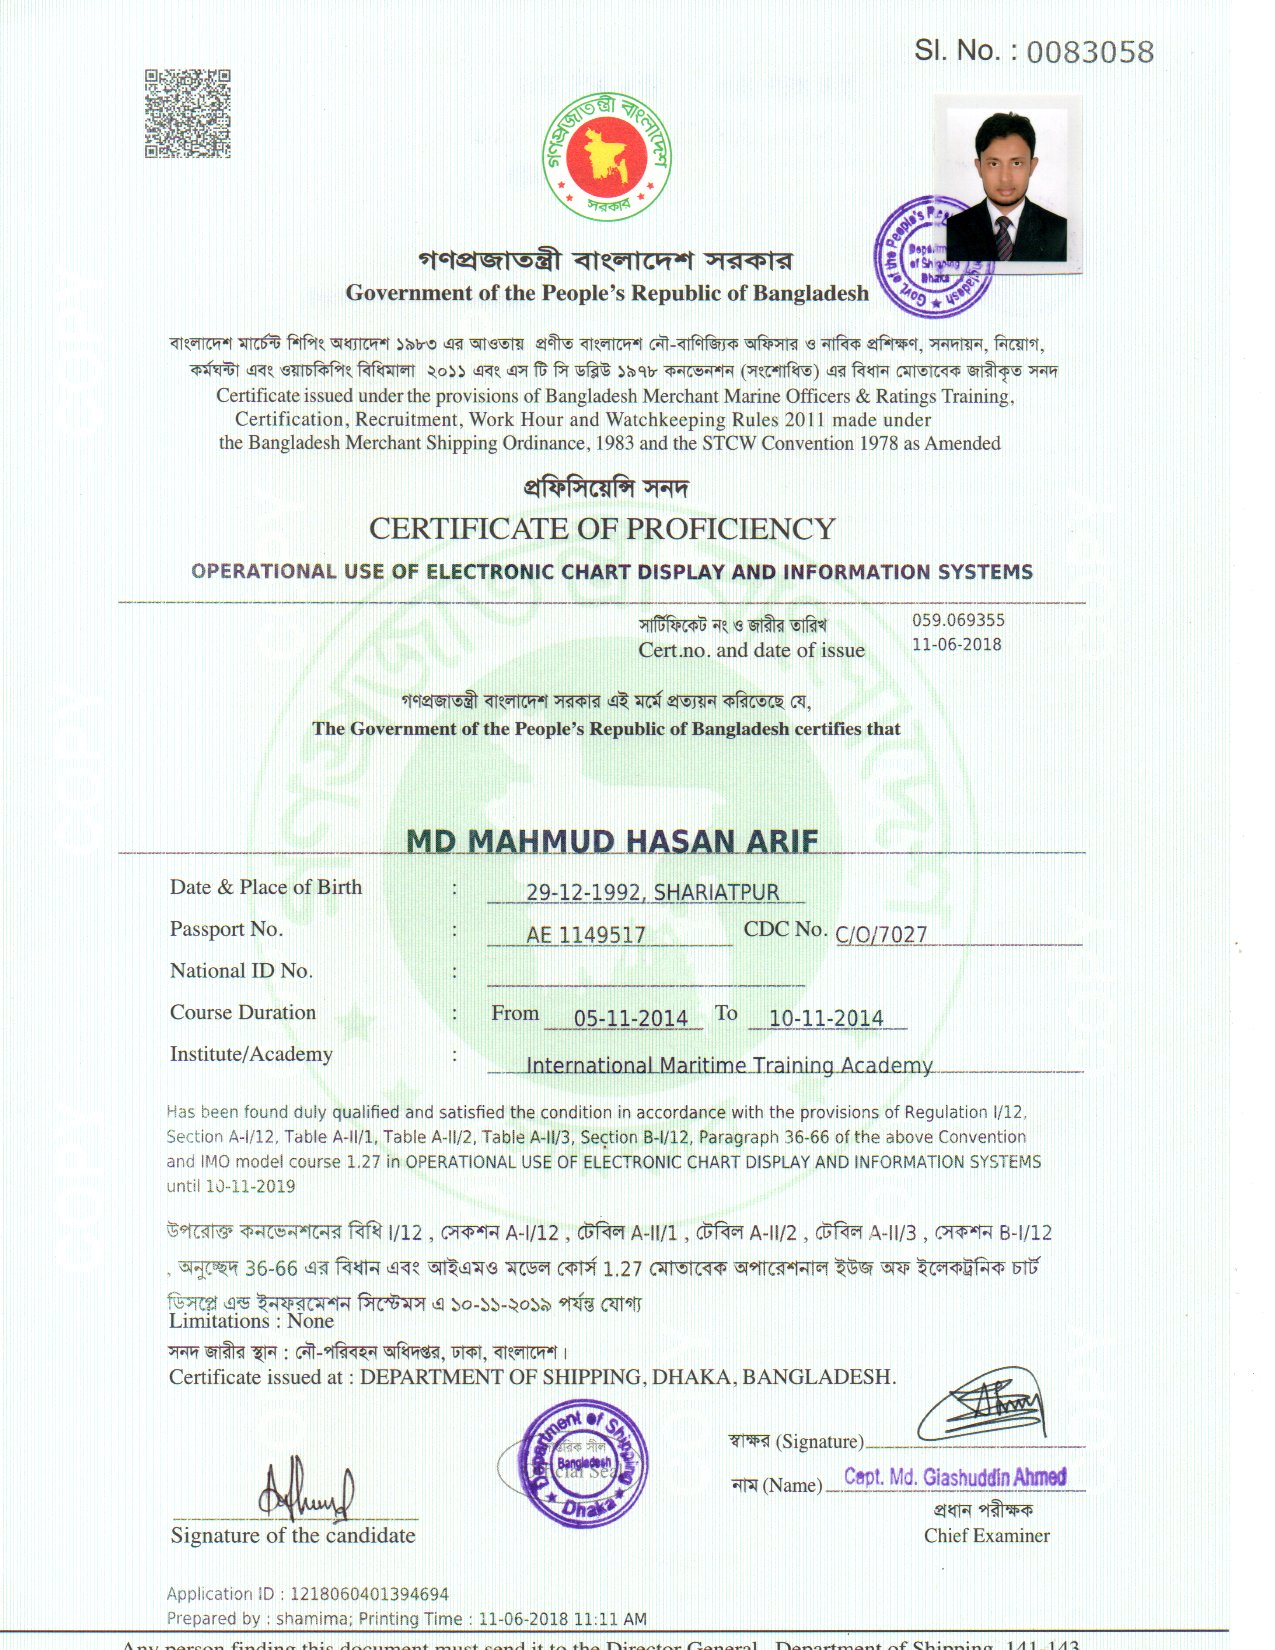 Sl. No. : 0083058
গণপ্রজাতন্ত্রী বাংলাদেশ
সরকার
Govt. of the People's Bangladesh
of Shipping
Dhaka
গণপ্রজাতন্ত্রী বাংলাদেশ সরকার
Government of the People's Republic of Bangladesh
বাংলাদেশ মার্চেন্ট শিপিং অধ্যাদেশ ১৯৮৩ এর আওতায় প্রণীত বাংলাদেশ নৌ-বাণিজ্যিক অফিসার ও নাবিক প্রশিক্ষণ, সনদায়ন, নিয়োগ,
কর্মঘন্টা এবং ওয়াচকিপিং বিধিমালা ২০১১ এবং এস টি সি ডব্লিউ ১৯৭৮ কনভেনশন (সংশোধিত) এর বিধান মোতাবেক জারীকৃত সনদ
Certificate issued under the provisions of Bangladesh Merchant Marine Officers & Ratings Training,
Certification, Recruitment, Work Hour and Watchkeeping Rules 2011 made under
the Bangladesh Merchant Shipping Ordinance, 1983 and the STCW Convention 1978 as Amended
প্রফিসিয়েন্সি সনদ
CERTIFICATE OF PROFICIENCY
OPERATIONAL USE OF ELECTRONIC CHART DISPLAY AND INFORMATION SYSTEMS
সার্টিফিকেট নং ও জারীর তারিখ 059.069355
Cert.no. and date of issue 11-06-2018
গণপ্রজাতন্ত্রী বাংলাদেশ সরকার এই মর্মে প্রত্যয়ন করিতেছে যে,
The Government of the People's Republic of Bangladesh certifies that
MD MAHMUD HASAN ARIF
Date & Place of Birth : 29-12-1992, SHARIATPUR
Passport No. : AE 1149517 CDC No. C/O/7027
National ID No. :
Course Duration : From 05-11-2014 To 10-11-2014
Institute/Academy : International Maritime Training Academy
Has been found duly qualified and satisfied the condition in accordance with the provisions of Regulation I/12,
Section A-I/12, Table A-II/1, Table A-II/2, Table A-II/3, Section B-I/12, Paragraph 36-66 of the above Convention
and IMO model course 1.27 in OPERATIONAL USE OF ELECTRONIC CHART DISPLAY AND INFORMATION SYSTEMS
until 10-11-2019
উপরোক্ত কনভেনশনের বিধি I/12 , সেকশন A-I/12 , টেবিল A-II/1 , টেবিল A-II/2 , টেবিল A-II/3 , সেকশন B-I/12
, অনুচ্ছেদ 36-66 এর বিধান এবং আইএমও মডেল কোর্স 1.27 মোতাবেক অপারেশনাল ইউজ অফ ইলেকট্রনিক চার্ট
ডিসপ্লে এন্ড ইনফরমেশন সিস্টেমস এ ১০-১১-২০১৯ পর্যন্ত যোগ্য
Limitations : None
সনদ জারীর স্থান : নৌ-পরিবহন অধিদপ্তর, ঢাকা, বাংলাদেশ।
Certificate issued at : DEPARTMENT OF SHIPPING, DHAKA, BANGLADESH.
Department of Shipping
Bangladesh
Dhaka
স্বাক্ষর (Signature)
নাম (Name) Capt. Md. Giashuddin Ahmed
প্রধান পরীক্ষক
Signature of the candidate
Chief Examiner
Application ID : 1218060401394694
Prepared by : shamima; Printing Time : 11-06-2018 11:11 AM
Any person finding this document must send it to the Director General, Department of Shipping, 141-143